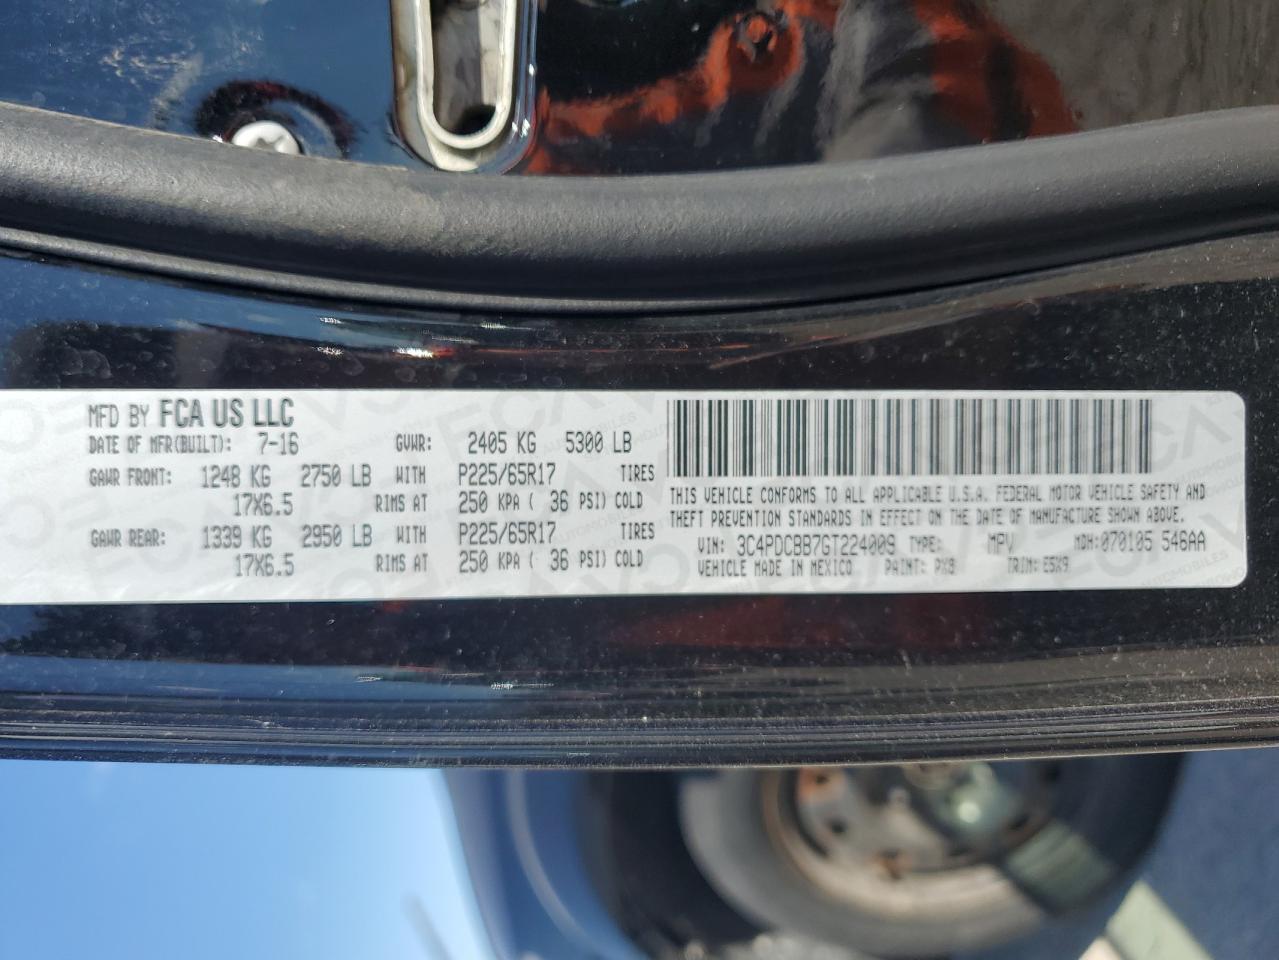 MFD BY FCA US LLC
DATE OF MFR(BUILT): 7-16 GVWR: 2405 KG 5300 LB
GAWR FRONT: 1248 KG 2750 LB WITH P225/65R17 TIRES
17X6.5 RIMS AT 250 KPA ( 36 PSI) COLD
GAWR REAR: 1339 KG 2950 LB WITH P225/65R17 TIRES
17X6.5 RIMS AT 250 KPA ( 36 PSI) COLD
THIS VEHICLE CONFORMS TO ALL APPLICABLE U.S.A. FEDERAL MOTOR VEHICLE SAFETY AND
THEFT PREVENTION STANDARDS IN EFFECT ON THE DATE OF MANUFACTURE SHOWN ABOVE.
VIN: 3C4PDCBB7GT224009 TYPE: MPV MDH:070105 546AA
VEHICLE MADE IN MEXICO PAINT: PX8 TRIM: E5X9